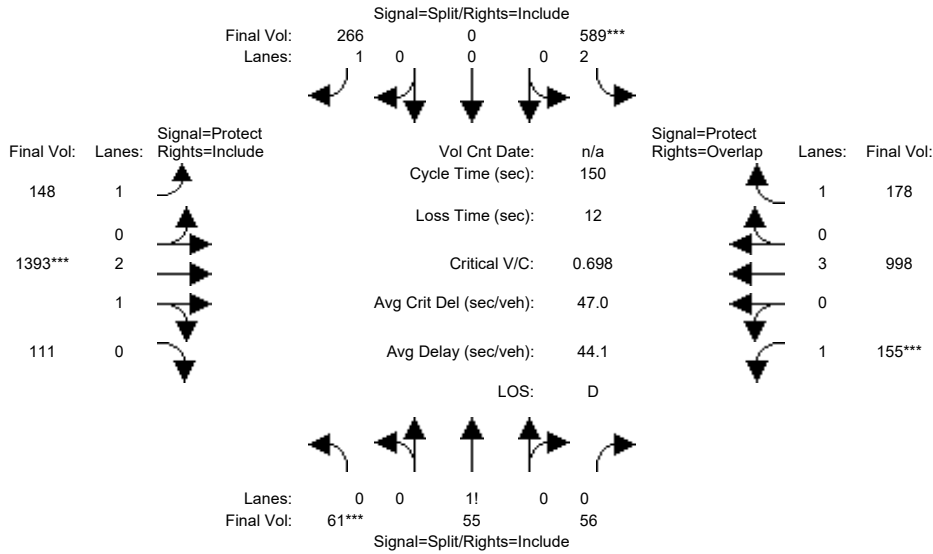 Signal=Split/Rights=Include
Final Vol: 266 0 589***
Lanes: 1 0 0 0 2
Signal=Protect Signal=Protect
Final Vol: Lanes: Rights=Include Vol Cnt Date: n/a Rights=Overlap Lanes: Final Vol:
Cycle Time (sec): 150
148 1 1 178
Loss Time (sec): 12
0 0
1393*** 2 Critical V/C: 0.698 3 998
1 Avg Crit Del (sec/veh): 47.0 0
111 0 Avg Delay (sec/veh): 44.1 1 155***
LOS: D
Lanes: 0 0 1! 0 0
Final Vol: 61*** 55 56
Signal=Split/Rights=Include